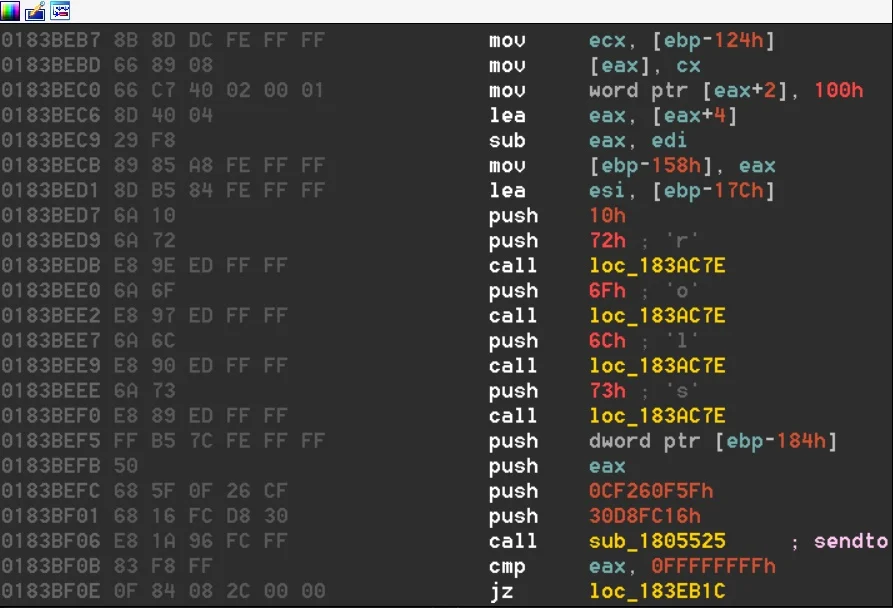 0183BEB7 8B 8D DC FE FF FF mov ecx, [ebp-124h]
0183BEBD 66 89 08 mov [eax], cx
0183BEC0 66 C7 40 02 00 01 mov word ptr [eax+2], 100h
0183BEC6 8D 40 04 lea eax, [eax+4]
0183BEC9 29 F8 sub eax, edi
0183BECB 89 85 A8 FE FF FF mov [ebp-158h], eax
0183BED1 8D B5 84 FE FF FF lea esi, [ebp-17Ch]
0183BED7 6A 10 push 10h
0183BED9 6A 72 push 72h ; 'r'
0183BEDB E8 9E ED FF FF call loc_183AC7E
0183BEE0 6A 6F push 6Fh ; 'o'
0183BEE2 E8 97 ED FF FF call loc_183AC7E
0183BEE7 6A 6C push 6Ch ; 'l'
0183BEE9 E8 90 ED FF FF call loc_183AC7E
0183BEEE 6A 73 push 73h ; 's'
0183BEF0 E8 89 ED FF FF call loc_183AC7E
0183BEF5 FF B5 7C FE FF FF push dword ptr [ebp-184h]
0183BEFB 50 push eax
0183BEFC 68 5F 0F 26 CF push 0CF260F5Fh
0183BF01 68 16 FC D8 30 push 30D8FC16h
0183BF06 E8 1A 96 FC FF call sub_1805525 ; sendto
0183BF0B 83 F8 FF cmp eax, 0FFFFFFFFh
0183BF0E 0F 84 08 2C 00 00 jz loc_183EB1C